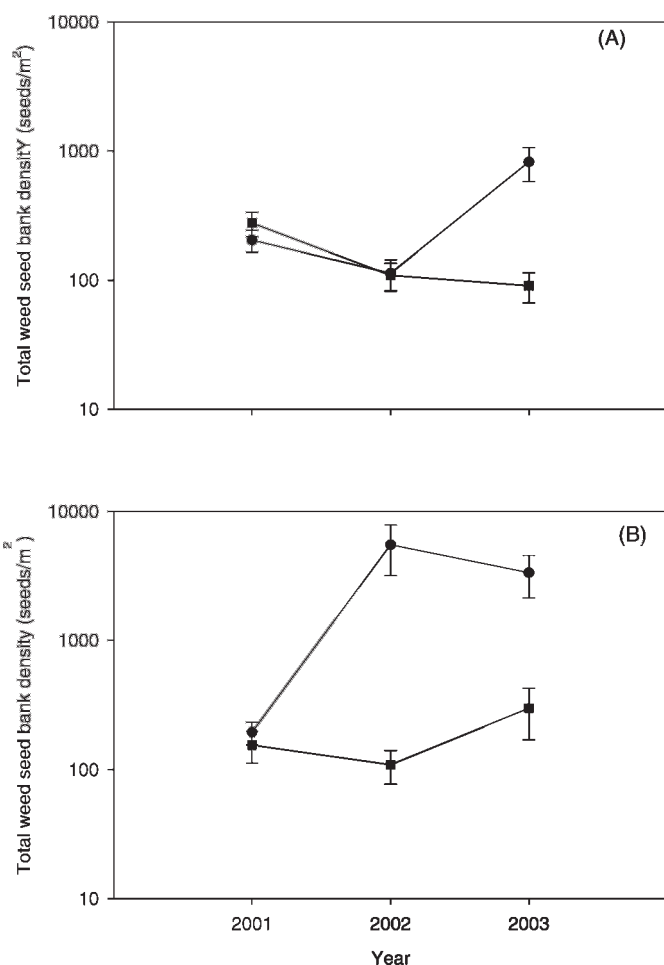 10000
(A)
1000
100
10
Total weed seed bank densitY (seeds/m²)
10000
(B)
1000
100
10
Total weed seed bank density (seeds/m²)
2001
2002
2003
Year